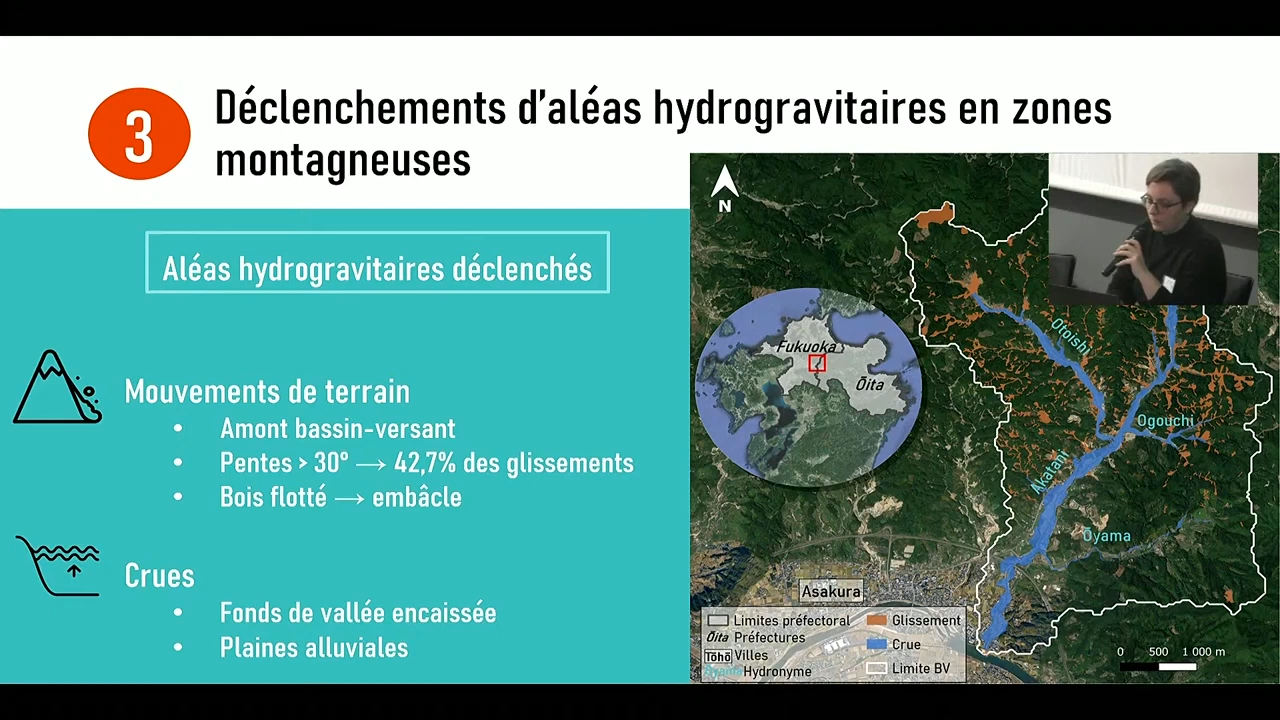 3
Déclenchements d'aléas hydrogravitaires en zones
montagneuses
Aléas hydrogravitaires déclenchés
Mouvements de terrain
• Amont bassin-versant
• Pentes > 30° → 42,7% des glissements
• Bois flotté → embâcle
Crues
• Fonds de vallée encaissée
• Plaines alluviales
N
Fukuoka
Ōita
Otoishi
Ogouchi
Akatani
Ōyama
Asakura
Limites préfectoral
Ōita Préfectures
Tōhō Villes
Ōyama Hydronyme
Glissement
Crue
Limite BV
0 500 1 000 m